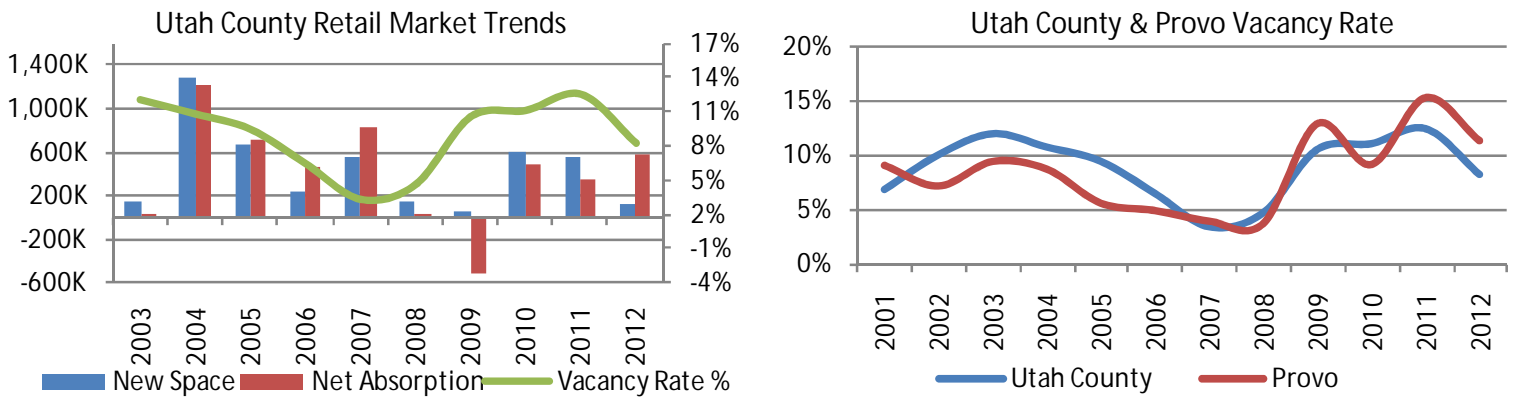 Utah County Retail Market Trends
1,400K
1,000K
600K
200K
-200K
-600K
17%
14%
11%
8%
5%
2%
-1%
-4%
2003
2004
2005
2006
2007
2008
2009
2010
2011
2012
New Space
Net Absorption
Vacancy Rate %
Utah County & Provo Vacancy Rate
20%
15%
10%
5%
0%
2001
2002
2003
2004
2005
2006
2007
2008
2009
2010
2011
2012
Utah County
Provo